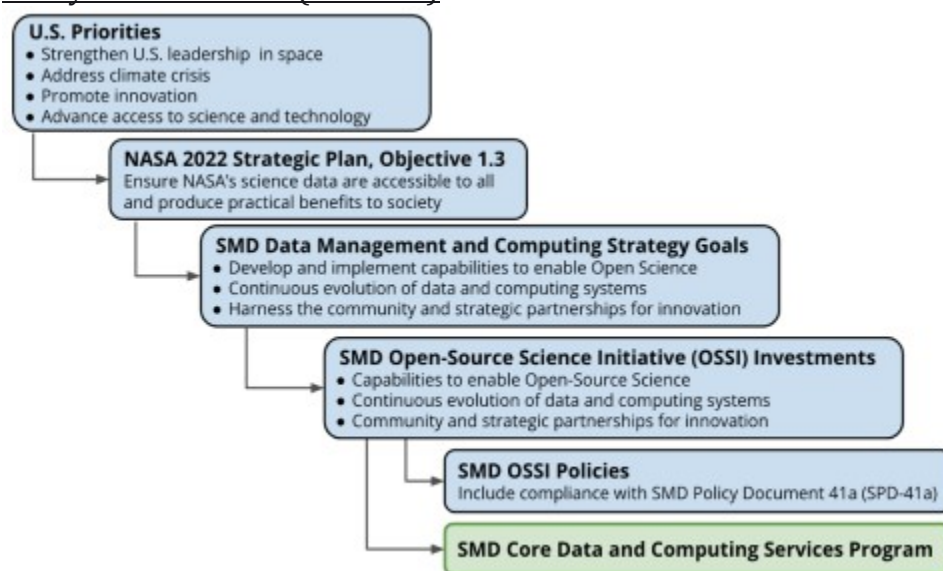 U.S. Priorities
• Strengthen U.S. leadership in space
• Address climate crisis
• Promote innovation
• Advance access to science and technology
NASA 2022 Strategic Plan, Objective 1.3
Ensure NASA's science data are accessible to all
and produce practical benefits to society
SMD Data Management and Computing Strategy Goals
• Develop and implement capabilities to enable Open Science
• Continuous evolution of data and computing systems
• Harness the community and strategic partnerships for innovation
SMD Open-Source Science Initiative (OSSI) Investments
• Capabilities to enable Open-Source Science
• Continuous evolution of data and computing systems
• Community and strategic partnerships for innovation
SMD OSSI Policies
Include compliance with SMD Policy Document 41a (SPD-41a)
SMD Core Data and Computing Services Program